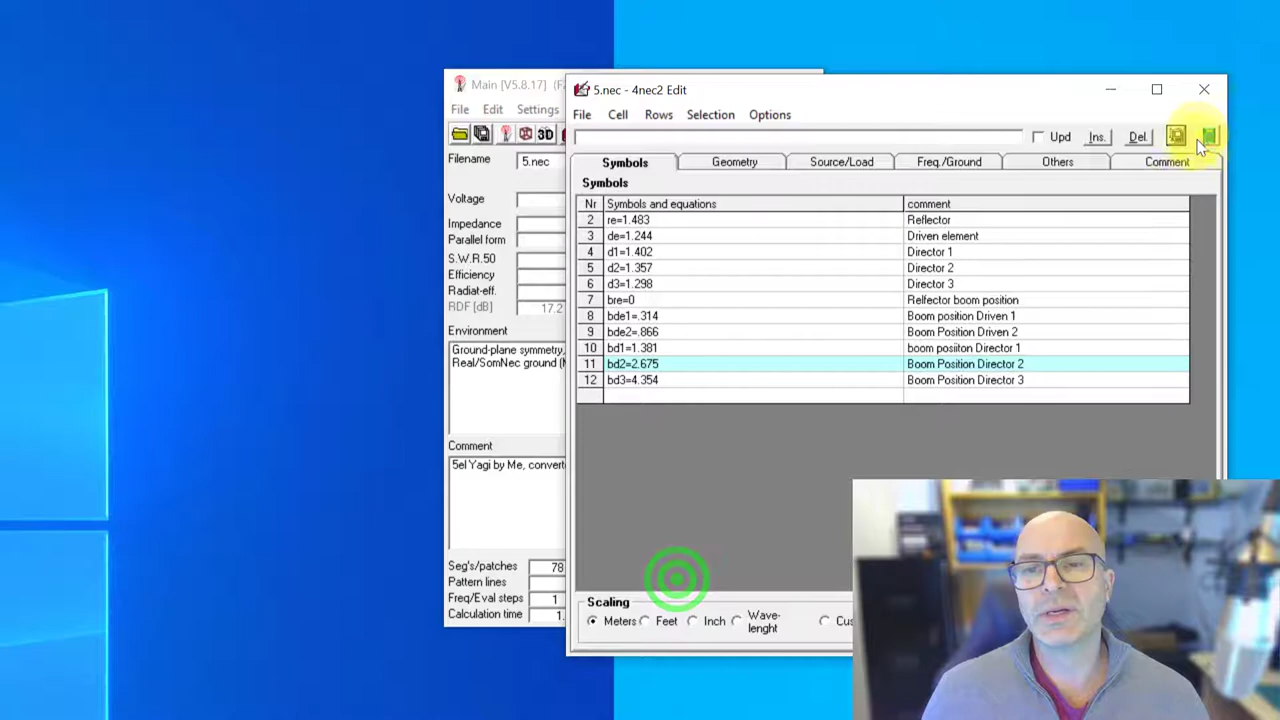 Main [V5.8.17] (F
File Edit Settings
Filename 5.nec
Voltage
Impedance
Parallel form
S.W.R.50
Efficiency
Radiat-eff.
RDF [dB] 17.2
Environment
Ground-plane symmetry,
Real/SomNec ground (
Comment
5el Yagi by Me, convert
Seg's/patches 78
Pattern lines
Freq/Eval steps 1
Calculation time 1.
5.nec - 4nec2 Edit
File Cell Rows Selection Options
Upd Ins. Del.
Symbols Geometry Source/Load Freq./Ground Others Comment
Symbols
Nr Symbols and equations comment
2 re=1.483 Reflector
3 de=1.244 Driven element
4 d1=1.402 Director 1
5 d2=1.357 Director 2
6 d3=1.298 Director 3
7 bre=0 Relfector boom position
8 bde1=.314 Boom position Driven 1
9 bde2=.866 Boom Position Driven 2
10 bd1=1.381 boom posiiton Director 1
11 bd2=2.675 Boom Position Director 2
12 bd3=4.354 Boom Position Director 3
Scaling
Meters Feet Inch Wave-
lenght Cus
3D